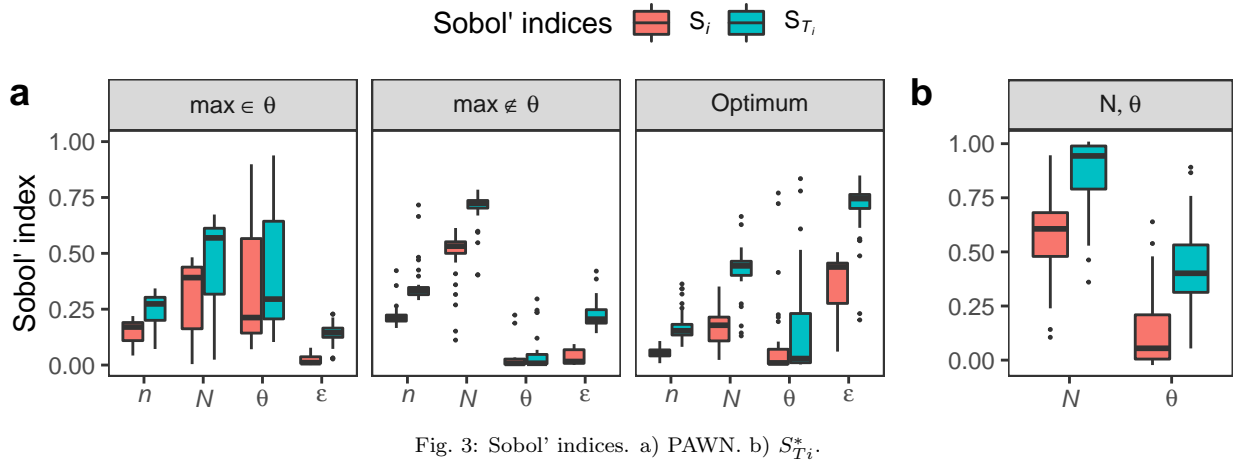 Sobol' indices S_i S_{T_i}
a b
max ∈ θ max ∉ θ Optimum N, θ
Sobol' index
1.00 1.00
0.75 0.75
0.50 0.50
0.25 0.25
0.00 0.00
n N θ ε n N θ ε n N θ ε N θ
Fig. 3: Sobol' indices. a) PAWN. b) S*_{Ti}.